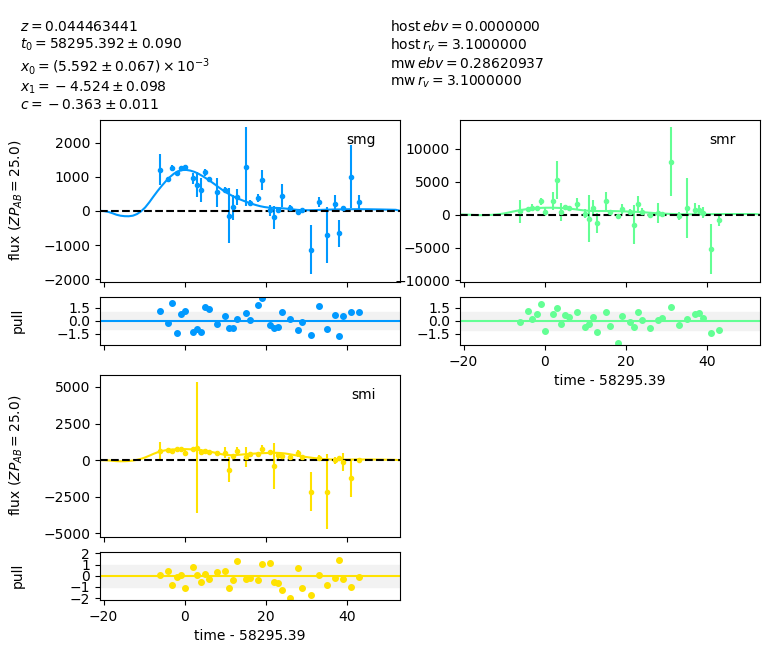 z = 0.044463441
t₀ = 58295.392 ± 0.090
x₀ = (5.592 ± 0.067) × 10⁻³
x₁ = −4.524 ± 0.098
c = −0.363 ± 0.011
host ebv = 0.0000000
host r_v = 3.1000000
mw ebv = 0.28620937
mw r_v = 3.1000000
smg
flux (ZP_AB = 25.0)
2000
1000
0
−1000
−2000
pull
1.5
0.0
−1.5
smr
10000
5000
0
−5000
−10000
1.5
0.0
−1.5
−20
0
20
40
time - 58295.39
smi
flux (ZP_AB = 25.0)
5000
2500
0
−2500
−5000
pull
2
1
0
−1
−2
−20
0
20
40
time - 58295.39